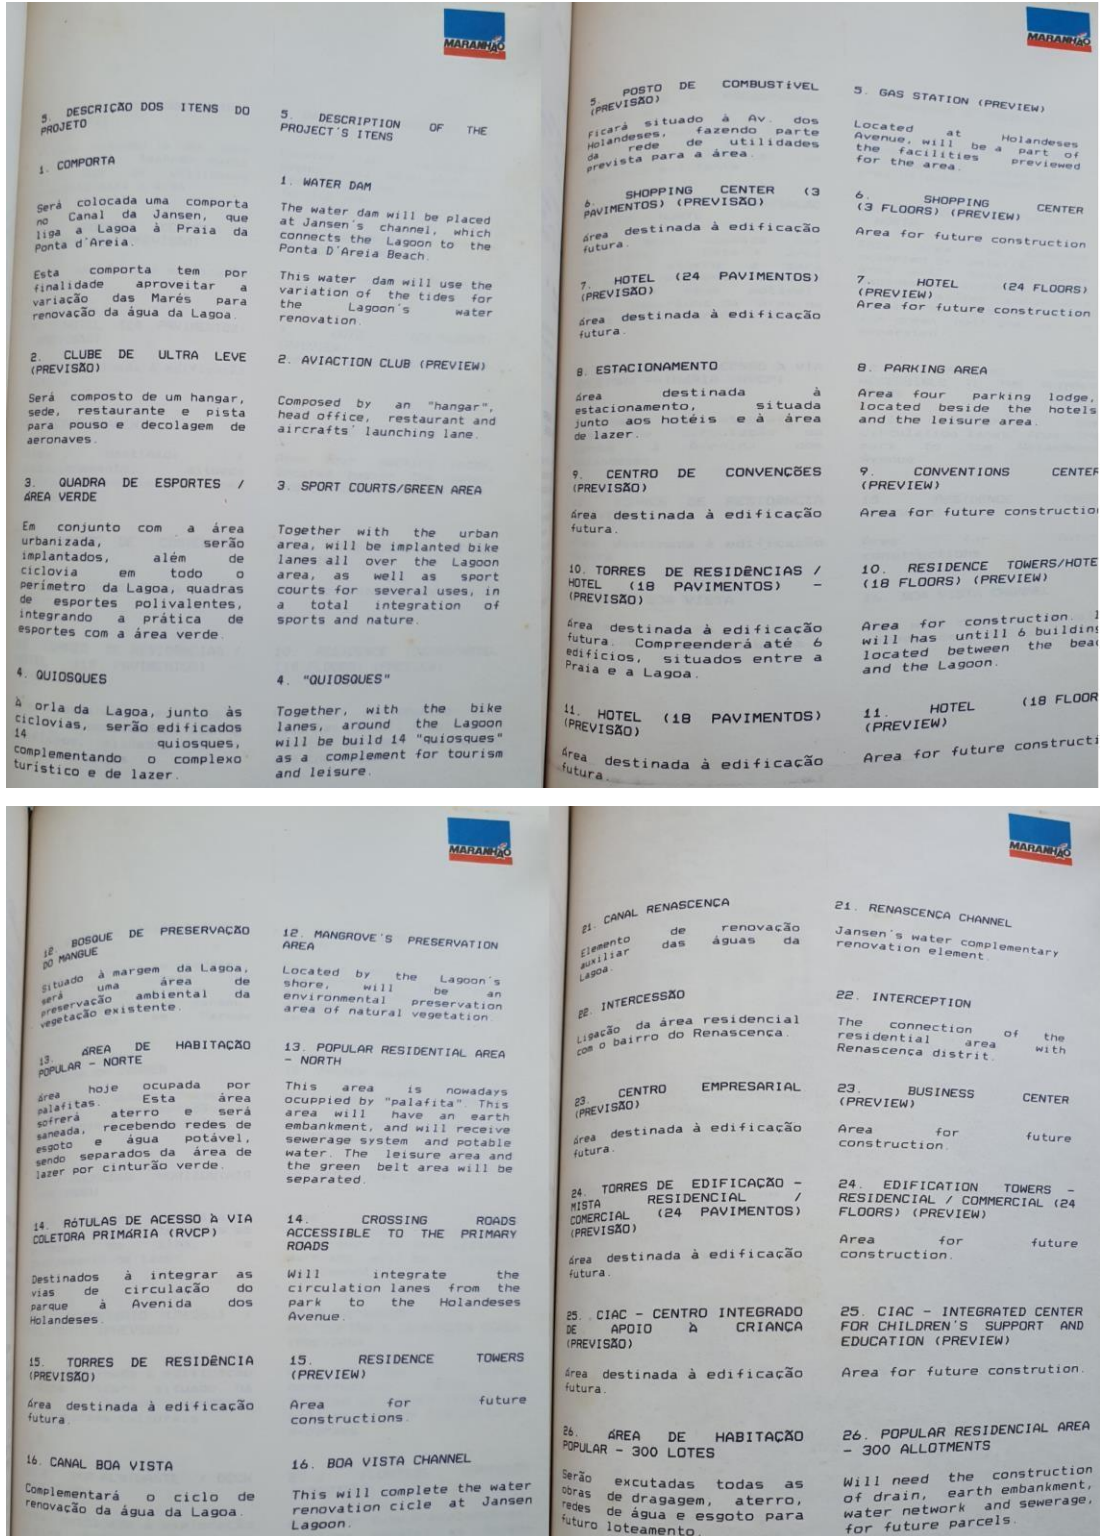 MARANHÃO
5. DESCRIÇÃO DOS ITENS DO
PROJETO
1. COMPORTA
Será colocada uma comporta
no Canal da Jansen, que
liga a Lagoa à Praia da
Ponta d'Areia.
Esta comporta tem por
finalidade aproveitar a
variação das Marés para
renovação da água da Lagoa.
2. CLUBE DE ULTRA LEVE
(PREVISÃO)
Será composto de um hangar,
sede, restaurante e pista
para pouso e decolagem de
aeronaves.
3. QUADRA DE ESPORTES /
ÁREA VERDE
Em conjunto com a área
urbanizada, serão
implantados, além de
ciclovia em todo o
perímetro da Lagoa, quadras
de esportes polivalentes,
integrando a prática de
esportes com a área verde.
4. QUIOSQUES
À orla da Lagoa, junto às
ciclovias, serão edificados
14 quiosques,
complementando o complexo
turístico e de lazer.
5. DESCRIPTION OF THE
PROJECT'S ITENS
1. WATER DAM
The water dam will be placed
at Jansen's channel, which
connects the Lagoon to the
Ponta D'Areia Beach.
This water dam will use the
variation of the tides for
the Lagoon's water
renovation.
2. AVIACTION CLUB (PREVIEW)
Composed by an "hangar",
head office, restaurant and
aircrafts' launching lane.
3. SPORT COURTS/GREEN AREA
Together with the urban
area, will be implanted bike
lanes all over the Lagoon
area, as well as sport
courts for several uses, in
a total integration of
sports and nature.
4. "QUIOSQUES"
Together, with the bike
lanes, around the Lagoon
will be build 14 "quiosques"
as a complement for tourism
and leisure.
MARANHÃO
5. POSTO DE COMBUSTíVEL
(PREVISÃO)
Ficará situado à Av. dos
Holandeses, fazendo parte
da rede de utilidades
prevista para a área.
6. SHOPPING CENTER (3
PAVIMENTOS) (PREVISÃO)
área destinada à edificação
futura.
7. HOTEL (24 PAVIMENTOS)
(PREVISÃO)
área destinada à edificação
futura.
8. ESTACIONAMENTO
área destinada à
estacionamento, situada
junto aos hotéis e à área
de lazer.
9. CENTRO DE CONVENÇÕES
(PREVISÃO)
área destinada à edificação
futura.
10. TORRES DE RESIDÊNCIAS /
HOTEL (18 PAVIMENTOS) -
(PREVISÃO)
área destinada à edificação
futura. Compreenderá até 6
edifícios, situados entre a
Praia e a Lagoa.
11. HOTEL (18 PAVIMENTOS)
(PREVISÃO)
área destinada à edificação
futura.
5. GAS STATION (PREVIEW)
Located at Holandeses
Avenue, will be a part of
the facilities previewed
for the area.
6. SHOPPING CENTER
(3 FLOORS) (PREVIEW)
Area for future construction
7. HOTEL (24 FLOORS)
(PREVIEW)
Area for future construction
8. PARKING AREA
Area four parking lodge,
located beside the hotels
and the leisure area.
9. CONVENTIONS CENTER
(PREVIEW)
Area for future constructio
10. RESIDENCE TOWERS/HOTE
(18 FLOORS) (PREVIEW)
Area for construction.
will has untill 6 building
located between the beac
and the Lagoon.
11. HOTEL (18 FLOOR
(PREVIEW)
Area for future constructi
MARANHÃO
12. BOSQUE DE PRESERVAÇÃO
DO MANGUE
Situado à margem da Lagoa,
será uma área de
preservação ambiental da
vegetação existente.
13. ÁREA DE HABITAÇÃO
POPULAR - NORTE
área hoje ocupada por
palafitas. Esta área
sofrerá aterro e será
saneada, recebendo redes de
esgoto e água potável,
sendo separados da área de
lazer por cinturão verde.
14. RóTULAS DE ACESSO À VIA
COLETORA PRIMÁRIA (RVCP)
Destinados à integrar as
vias de circulação do
parque à Avenida dos
Holandeses.
15. TORRES DE RESIDÊNCIA
(PREVISÃO)
área destinada à edificação
futura.
16. CANAL BOA VISTA
Complementará o ciclo de
renovação da água da Lagoa.
12. MANGROVE'S PRESERVATION
AREA
Located by the Lagoon's
shore, will be an
environmental preservation
area of natural vegetation.
13. POPULAR RESIDENTIAL AREA
- NORTH
This area is nowadays
ocuppied by "palafita". This
area will have an earth
embankment, and will receive
sewerage system and potable
water. The leisure area and
the green belt area will be
separated.
14. CROSSING ROADS
ACCESSIBLE TO THE PRIMARY
ROADS
Will integrate the
circulation lanes from the
park to the Holandeses
Avenue.
15. RESIDENCE TOWERS
(PREVIEW)
Area for future
constructions.
16. BOA VISTA CHANNEL
This will complete the water
renovation cicle at Jansen
Lagoon.
MARANHÃO
21. CANAL RENASCENÇA
Elemento de renovação
auxiliar das águas da
Lagoa.
22. INTERCESSÃO
Ligação da área residencial
com o bairro do Renascença.
23. CENTRO EMPRESARIAL
(PREVISÃO)
área destinada à edificação
futura.
24. TORRES DE EDIFICAÇÃO -
MISTA RESIDENCIAL /
COMERCIAL (24 PAVIMENTOS)
(PREVISÃO)
área destinada à edificação
futura.
25. CIAC - CENTRO INTEGRADO
DE APOIO À CRIANÇA
(PREVISÃO)
área destinada à edificação
futura.
26. ÁREA DE HABITAÇÃO
POPULAR - 300 LOTES
Serão excutadas todas as
obras de dragagem, aterro,
redes de água e esgoto para
futuro loteamento.
21. RENASCENÇA CHANNEL
Jansen's water complementary
renovation element.
22. INTERCEPTION
The connection of the
residential area with
Renascença distrit.
23. BUSINESS CENTER
(PREVIEW)
Area for future
construction.
24. EDIFICATION TOWERS -
RESIDENCIAL / COMMERCIAL (24
FLOORS) (PREVIEW)
Area for future
construction.
25. CIAC - INTEGRATED CENTER
FOR CHILDREN'S SUPPORT AND
EDUCATION (PREVIEW)
Area for future constrution.
26. POPULAR RESIDENCIAL AREA
- 300 ALLOTMENTS
Will need the construction
of drain, earth embankment,
water network and sewerage,
for future parcels.